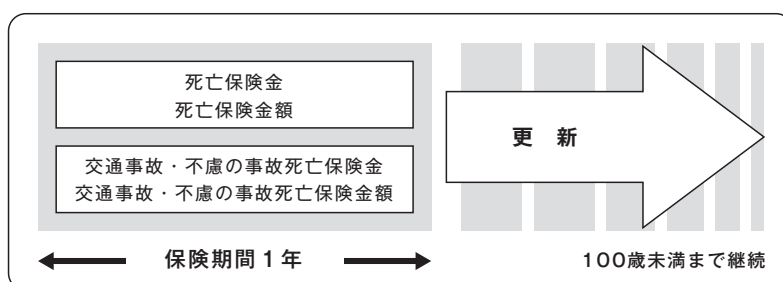 死亡保険金
死亡保険金額
交通事故・不慮の事故死亡保険金
交通事故・不慮の事故死亡保険金額
更 新
保険期間1年
100歳未満まで継続